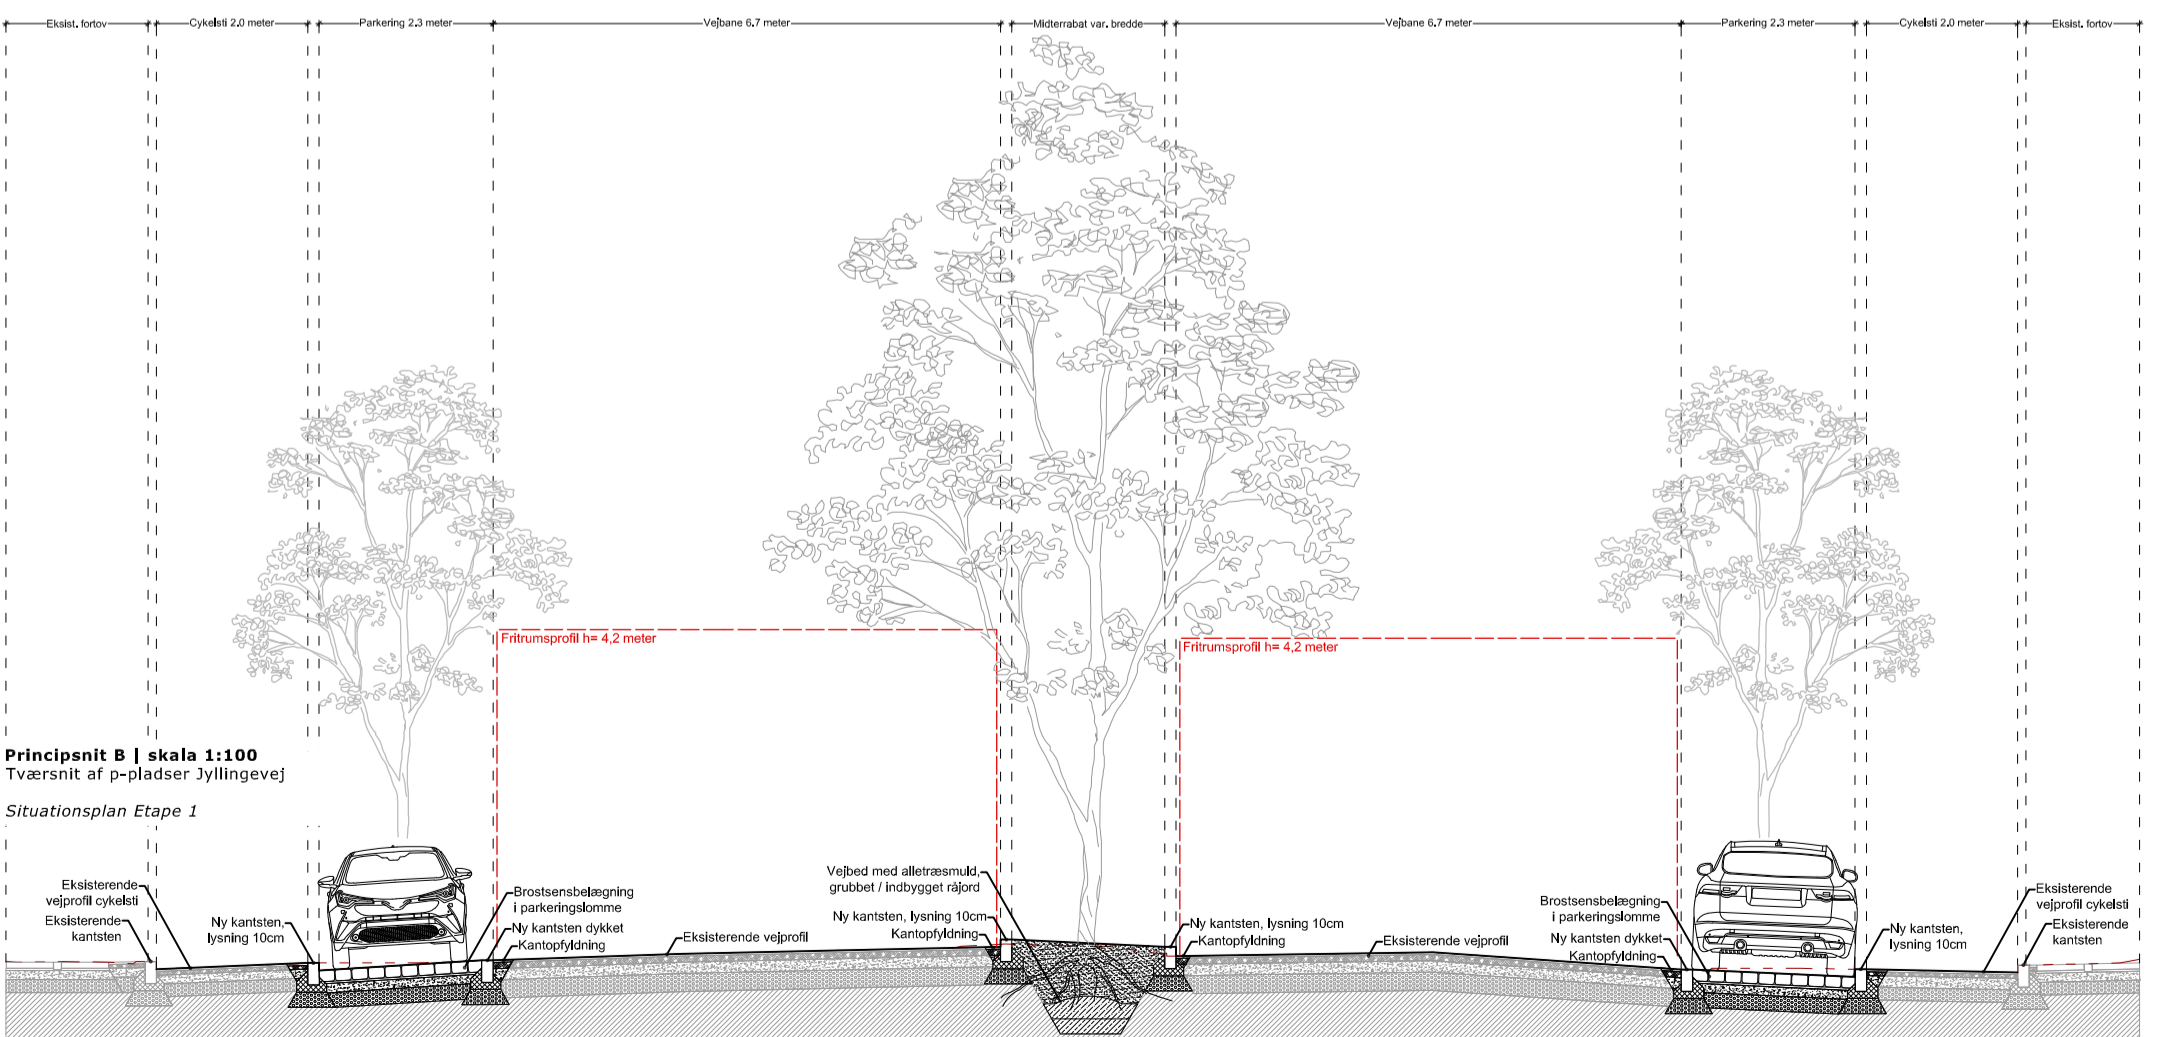 Eksist. fortov
Cykelsti 2.0 meter
Parkering 2.3 meter
Vejbane 6.7 meter
Midterrabat var. bredde
Vejbane 6.7 meter
Parkering 2.3 meter
Cykelsti 2.0 meter
Eksist. fortov
Fritrumsprofil h= 4,2 meter
Fritrumsprofil h= 4,2 meter
Principsnit B | skala 1:100
Tværsnit af p-pladser Jyllingevej
Situationsplan Etape 1
Eksisterende
vejprofil cykelsti
Eksisterende
kantsten
Ny kantsten,
lysning 10cm
Brostsensbelægning
i parkeringslomme
Ny kantsten dykket
Kantopfyldning
Eksisterende vejprofil
Vejbed med alletræsmuld,
grubbet / indbygget råjord
Ny kantsten, lysning 10cm
Kantopfyldning
Ny kantsten, lysning 10cm
Kantopfyldning
Eksisterende vejprofil
Brostsensbelægning
i parkeringslomme
Ny kantsten dykket
Kantopfyldning
Ny kantsten,
lysning 10cm
Eksisterende
vejprofil cykelsti
Eksisterende
kantsten